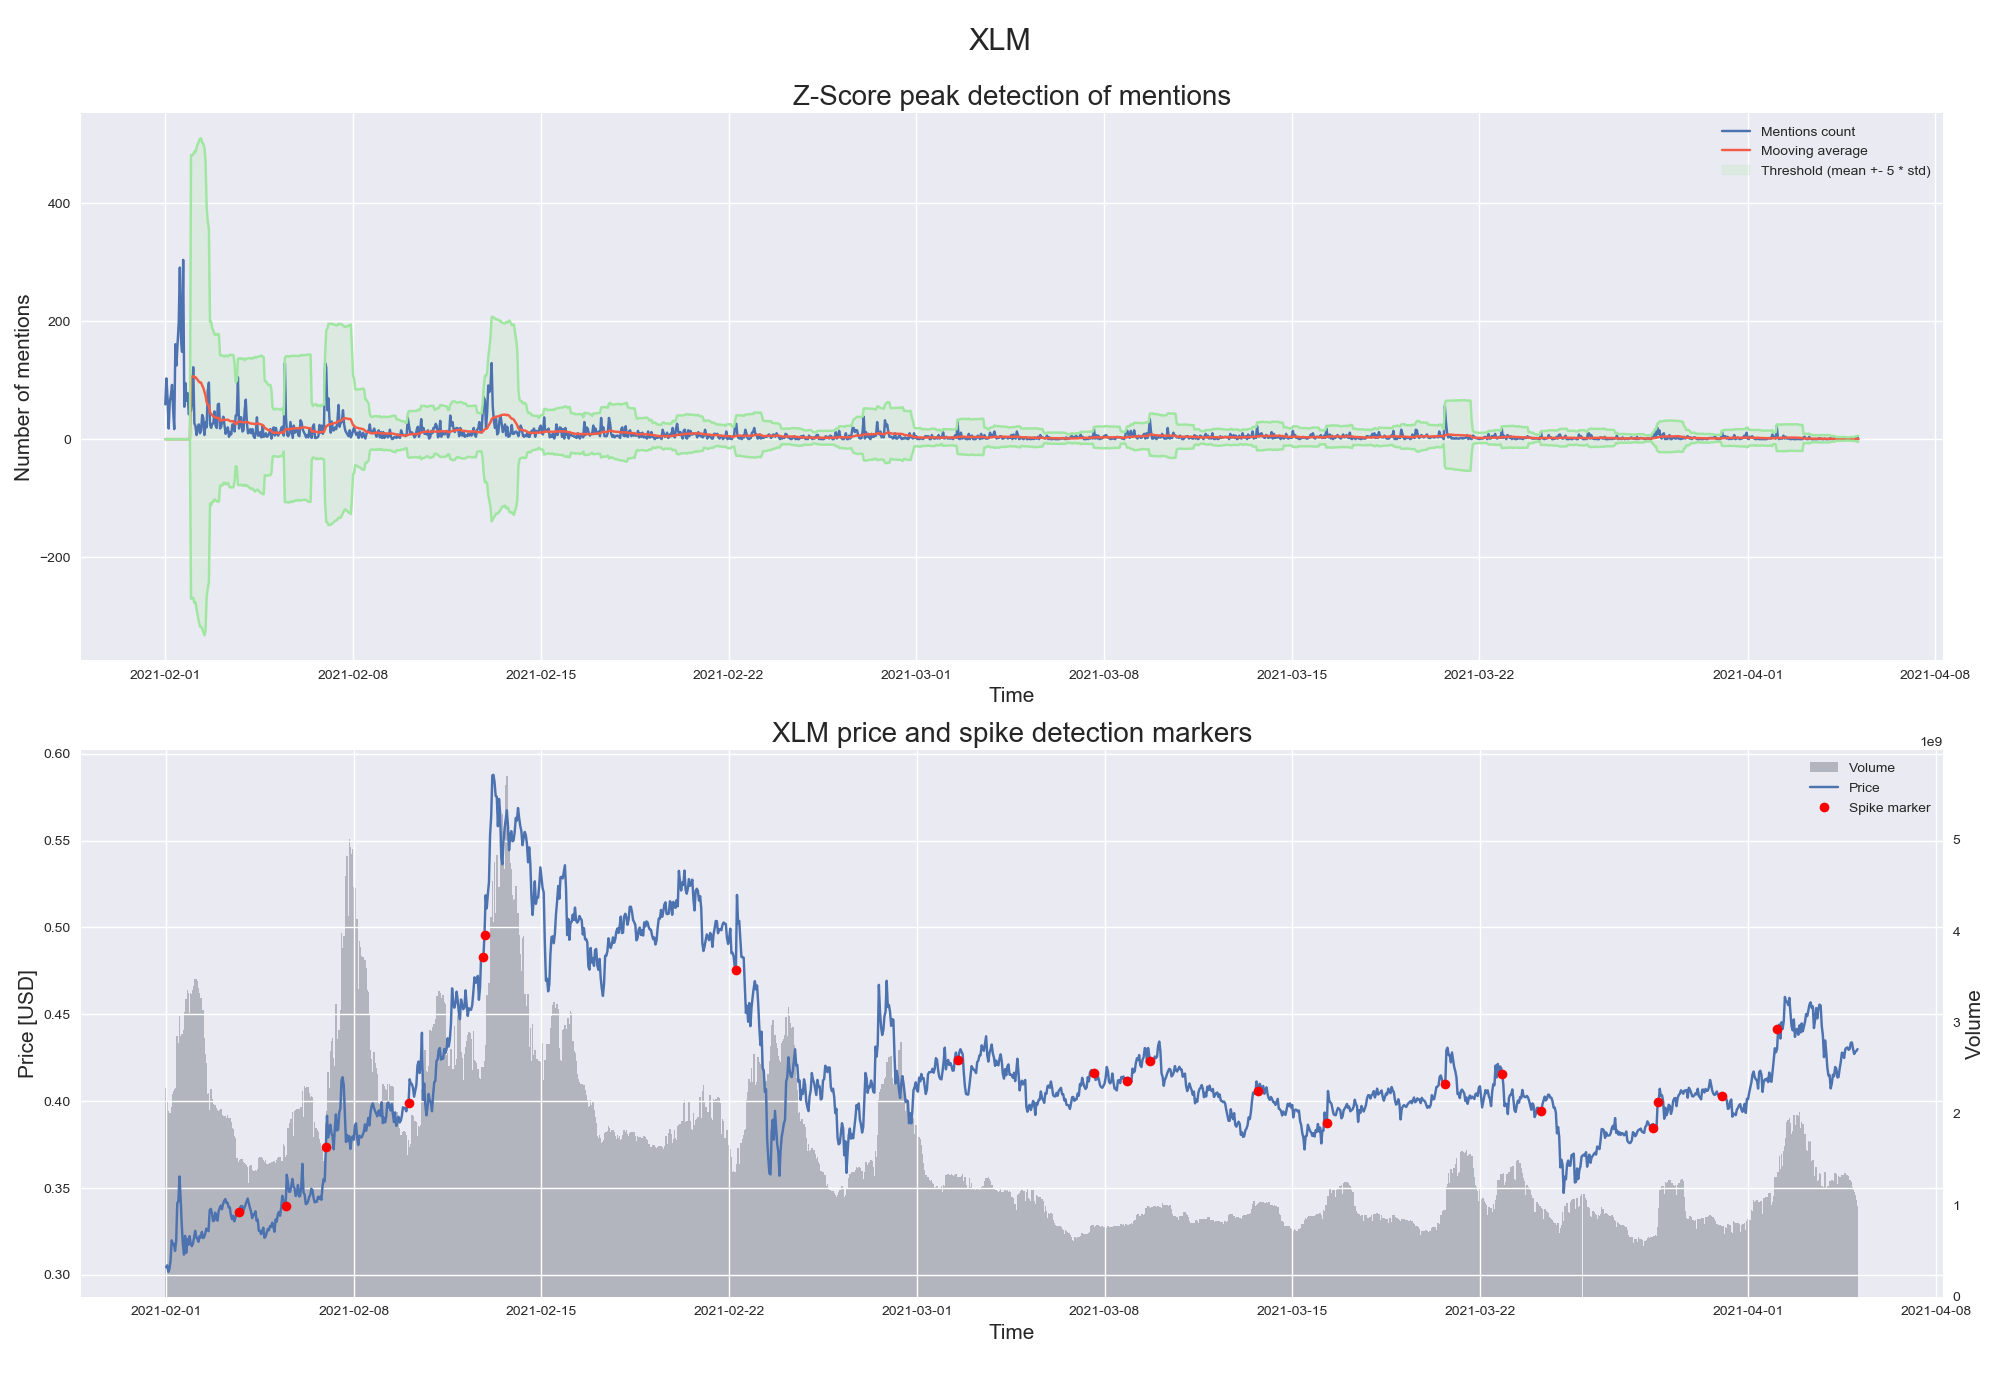 XLM
Z-Score peak detection of mentions
Mentions count
Mooving average
Threshold (mean +- 5 * std)
Number of mentions
400
200
0
−200
2021-02-01 2021-02-08 2021-02-15 2021-02-22 2021-03-01 2021-03-08 2021-03-15 2021-03-22 2021-04-01 2021-04-08
Time
XLM price and spike detection markers
1e9
Volume
Price
Spike marker
Price [USD]
0.60
0.55
0.50
0.45
0.40
0.35
0.30
5
4
3
2
1
0
Volume
2021-02-01 2021-02-08 2021-02-15 2021-02-22 2021-03-01 2021-03-08 2021-03-15 2021-03-22 2021-04-01 2021-04-08
Time